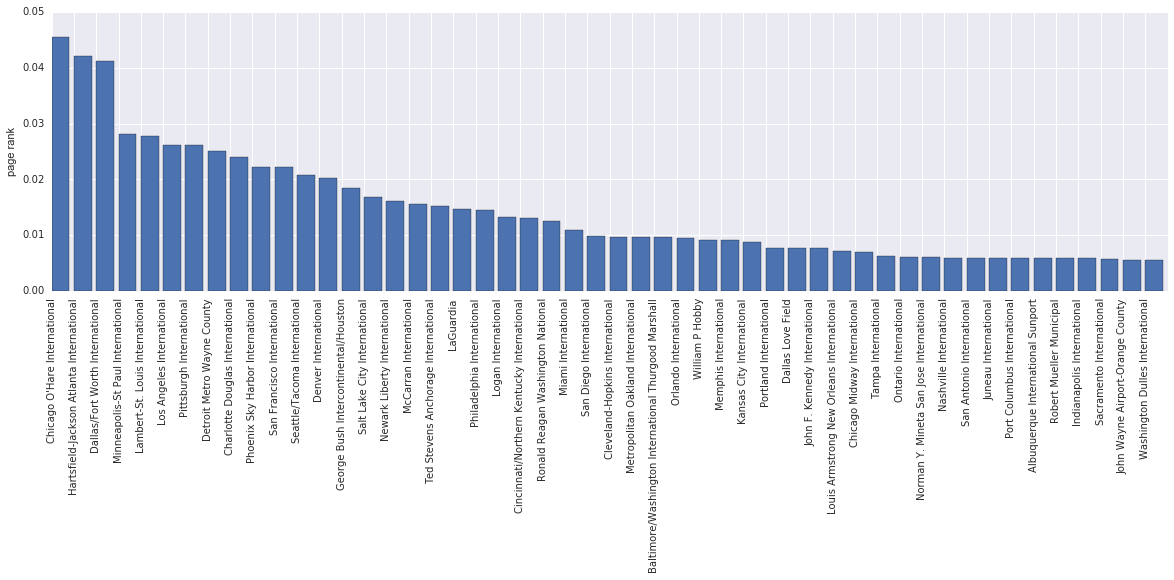 0.05
0.04
0.03
0.02
0.01
0.00
page rank
Chicago O'Hare International
Hartsfield-Jackson Atlanta International
Dallas/Fort Worth International
Minneapolis-St Paul International
Lambert-St. Louis International
Los Angeles International
Pittsburgh International
Detroit Metro Wayne County
Charlotte Douglas International
Phoenix Sky Harbor International
San Francisco International
Seattle/Tacoma International
Denver International
George Bush Intercontinental/Houston
Salt Lake City International
Newark Liberty International
McCarran International
Ted Stevens Anchorage International
LaGuardia
Philadelphia International
Logan International
Cincinnati/Northern Kentucky International
Ronald Reagan Washington National
Miami International
San Diego International
Cleveland-Hopkins International
Metropolitan Oakland International
Baltimore/Washington International Thurgood Marshall
Orlando International
William P Hobby
Memphis International
Kansas City International
Portland International
Dallas Love Field
John F. Kennedy International
Louis Armstrong New Orleans International
Chicago Midway International
Tampa International
Ontario International
Norman Y. Mineta San Jose International
Nashville International
San Antonio International
Juneau International
Port Columbus International
Albuquerque International Sunport
Robert Mueller Municipal
Indianapolis International
Sacramento International
John Wayne Airport-Orange County
Washington Dulles International